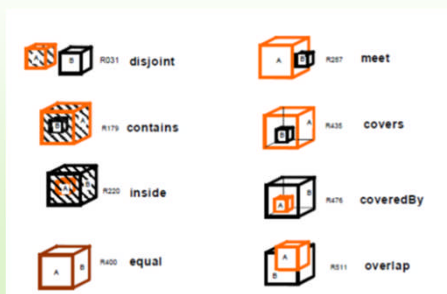 A B R031 disjoint
A B R287 meet
B A R179 contains
A B R435 covers
A B R220 inside
B A R476 coveredBy
A B R400 equal
A B R511 overlap